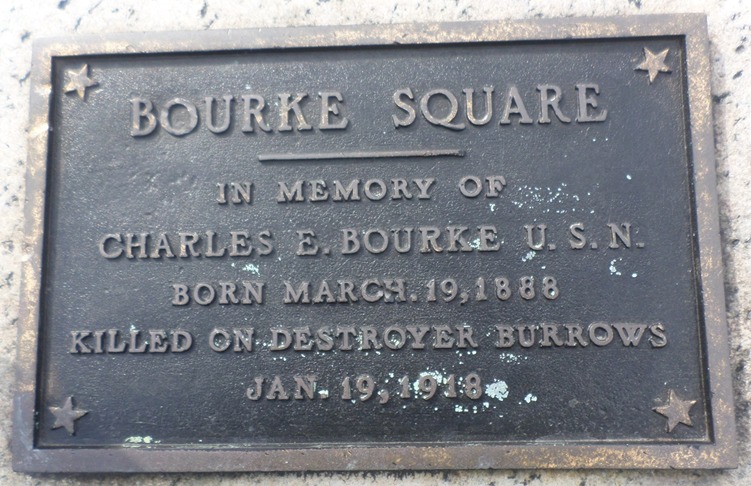 BOURKE SQUARE
IN MEMORY OF
CHARLES E. BOURKE U. S. N.
BORN MARCH. 19, 1888
KILLED ON DESTROYER BURROWS
JAN. 19, 1918